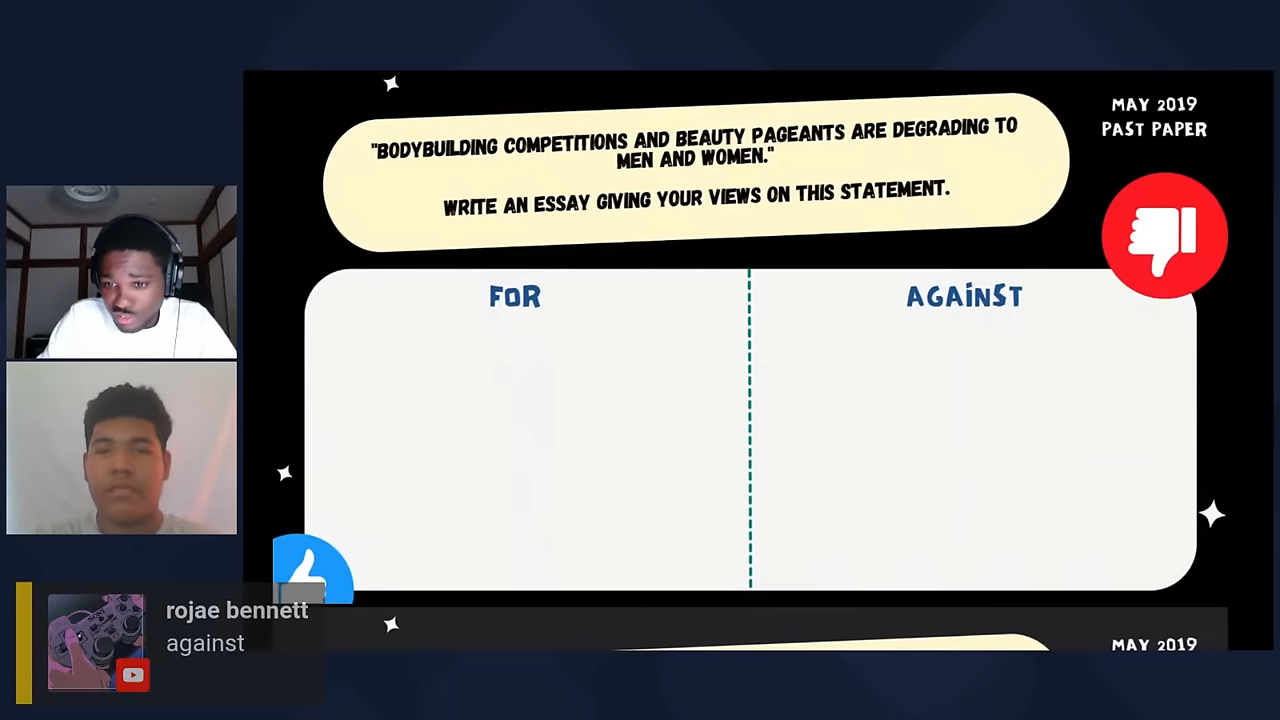 "BODYBUILDING COMPETITIONS AND BEAUTY PAGEANTS ARE DEGRADING TO
MEN AND WOMEN."
WRITE AN ESSAY GIVING YOUR VIEWS ON THIS STATEMENT.
MAY 2019
PAST PAPER
FOR
AGAINST
rojae bennett
against
MAY 2019